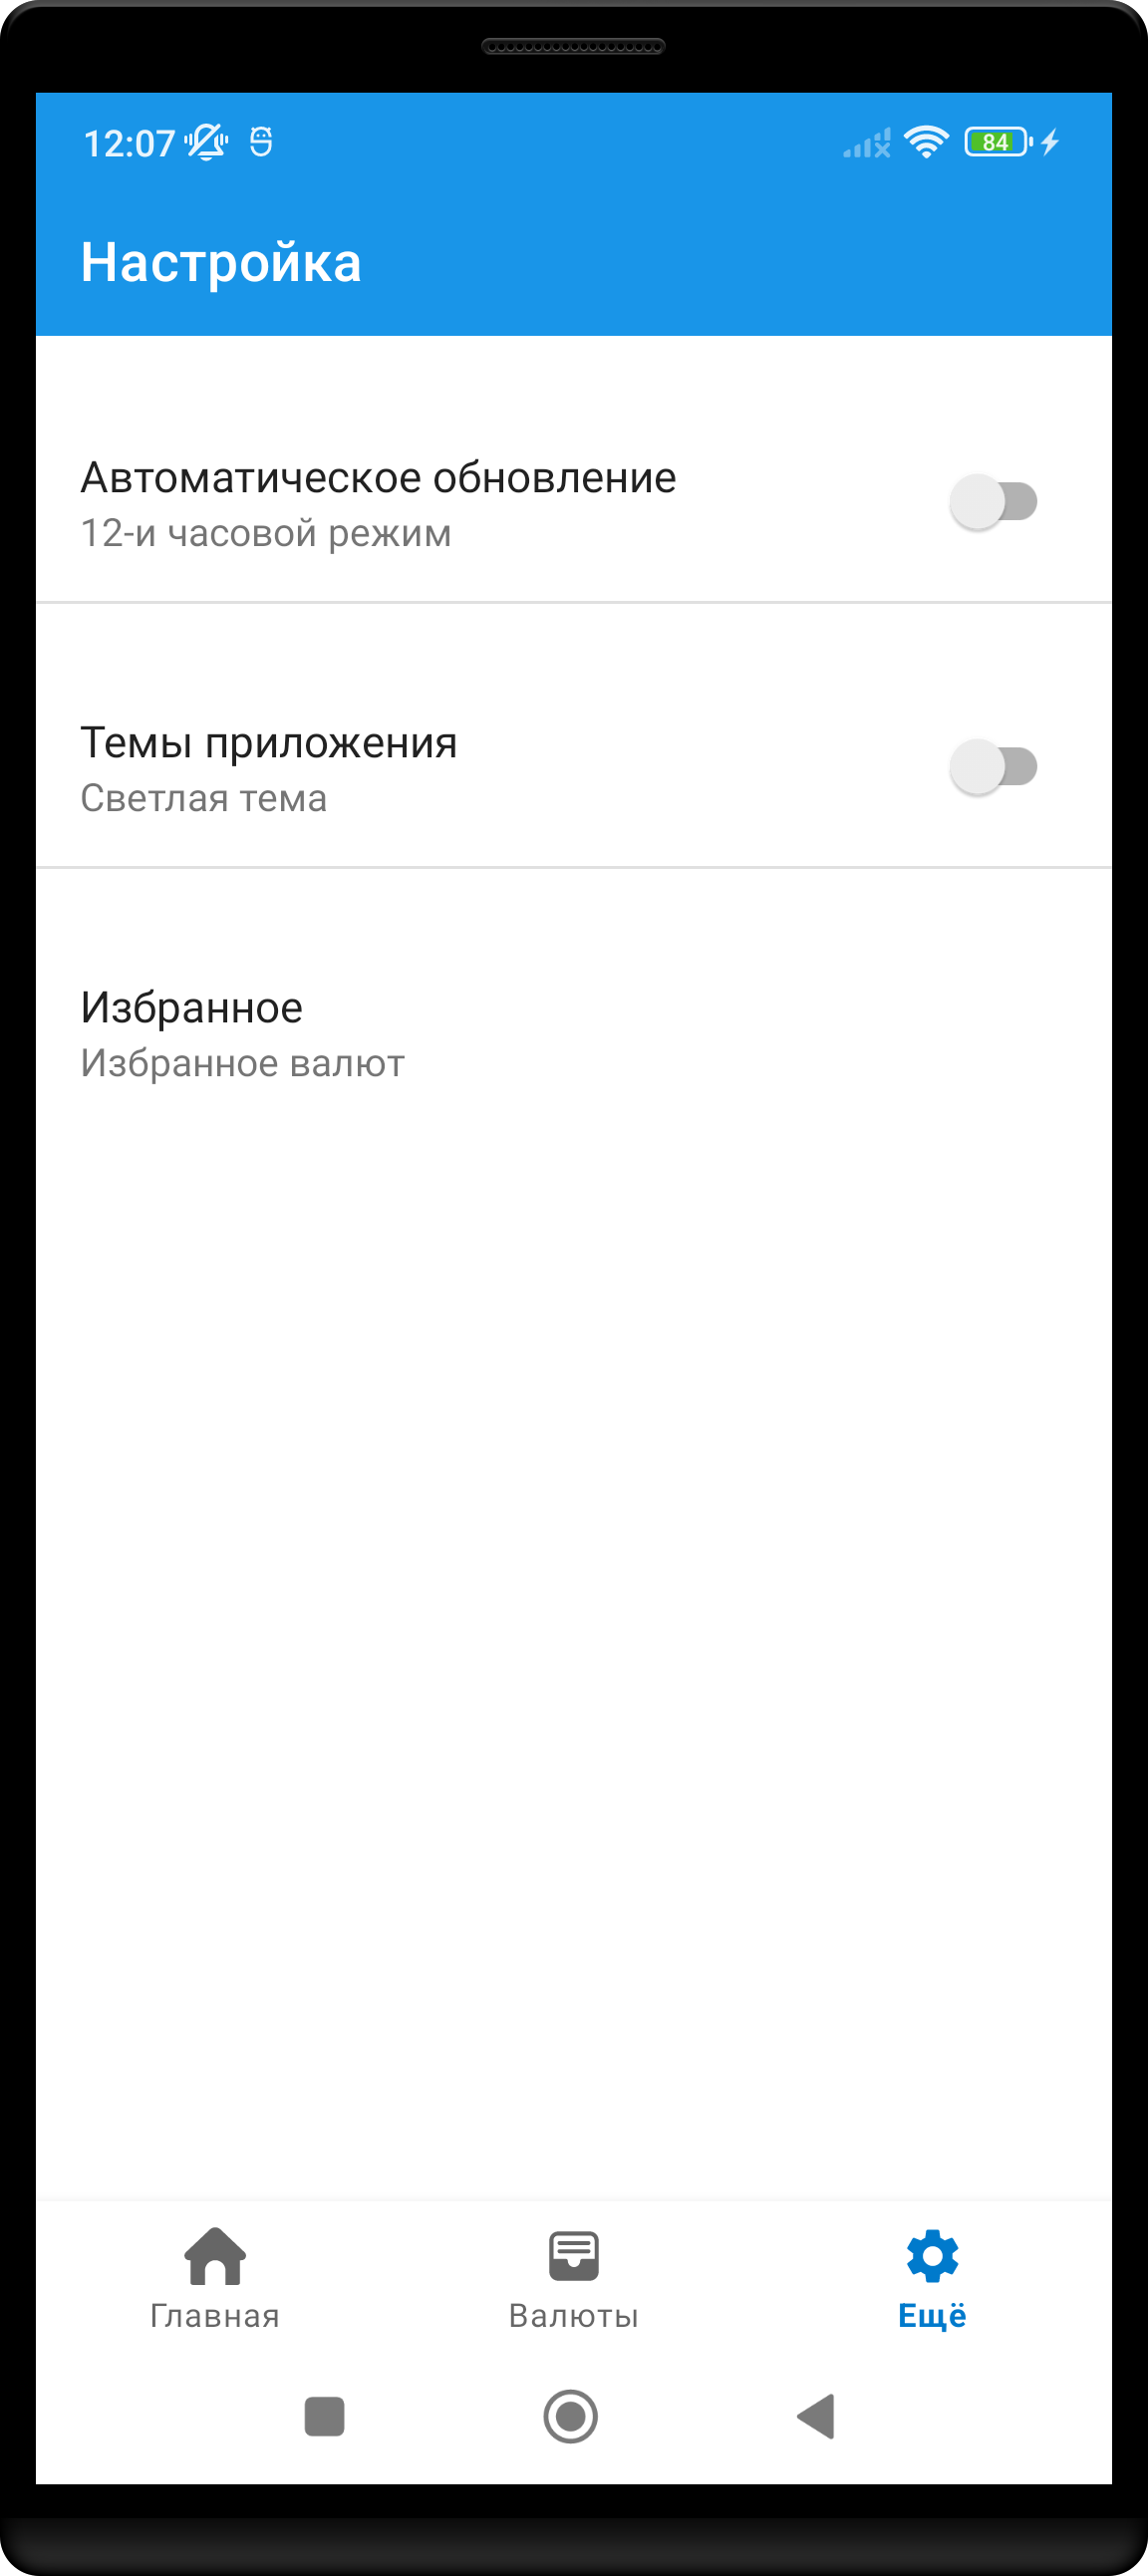 12:07
84
Настройка
Автоматическое обновление
12-и часовой режим
Темы приложения
Светлая тема
Избранное
Избранное валют
Главная
Валюты
Ещё